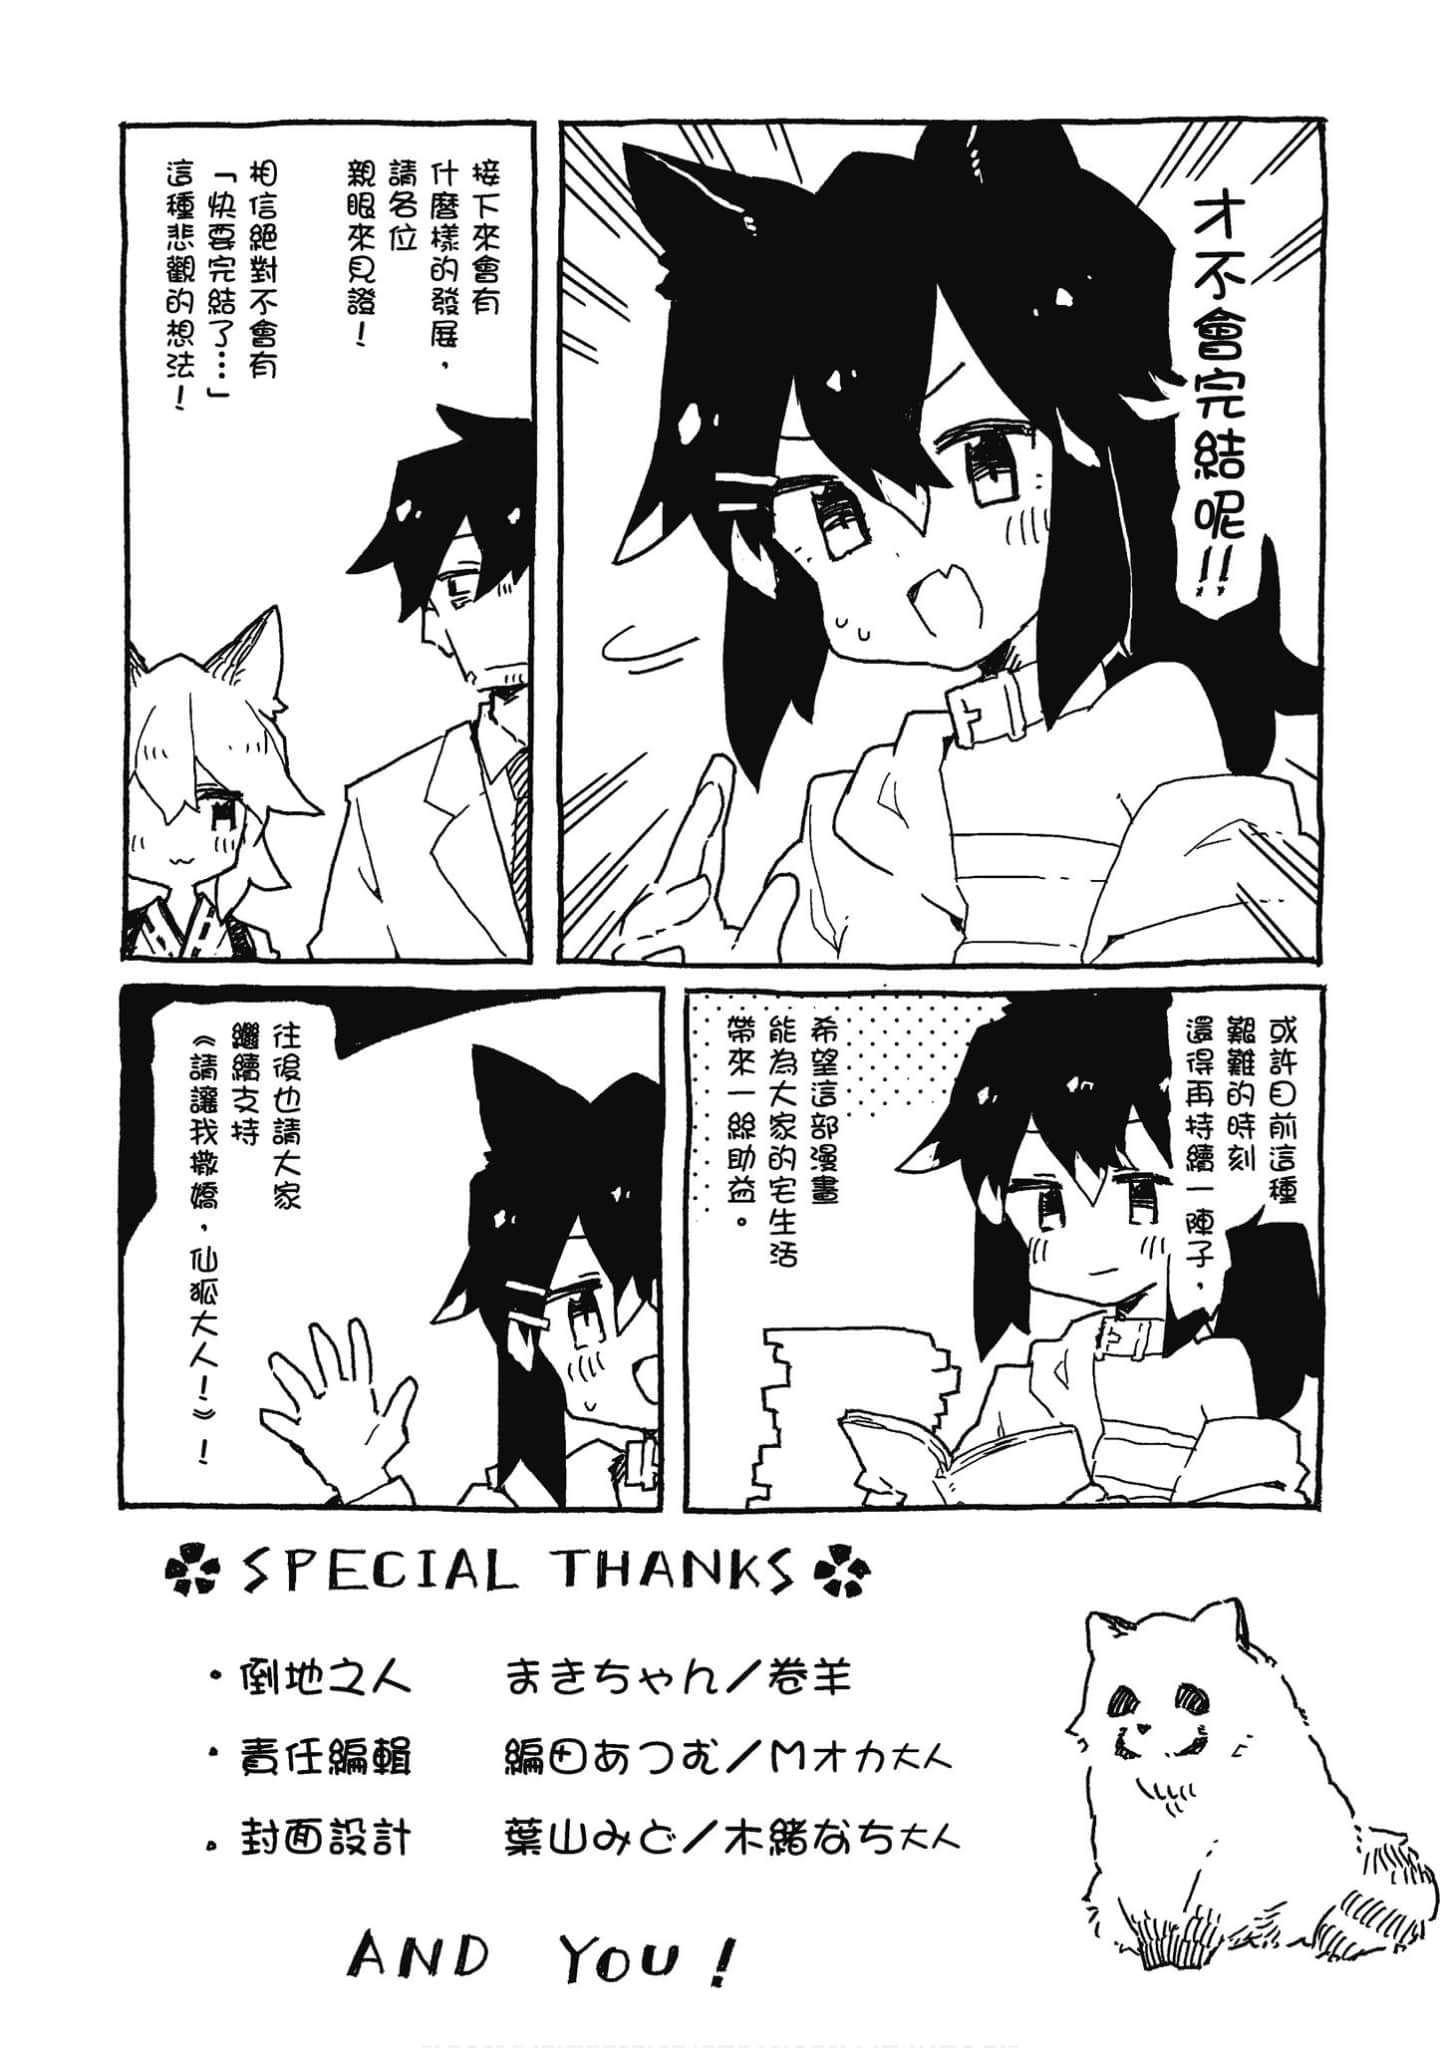 才不會完結呢!!
接下來會有
什麼樣的發展，
請各位
親眼來見證！
相信絕對不會有
「快要完結了…」
這種悲觀的想法！
或許目前這種
艱難的時刻
還得再持續一陣子，
希望這部漫畫
能為大家的宅生活
帶來一絲助益。
往後也請大家
繼續支持
《請讓我撒嬌，仙狐大人！》！
SPECIAL THANKS
・倒地之人 まきちゃん／卷羊
・責任編輯 編田あつむ／Mオカ大人
・封面設計 葉山みど／木緒なち大人
AND YOU!